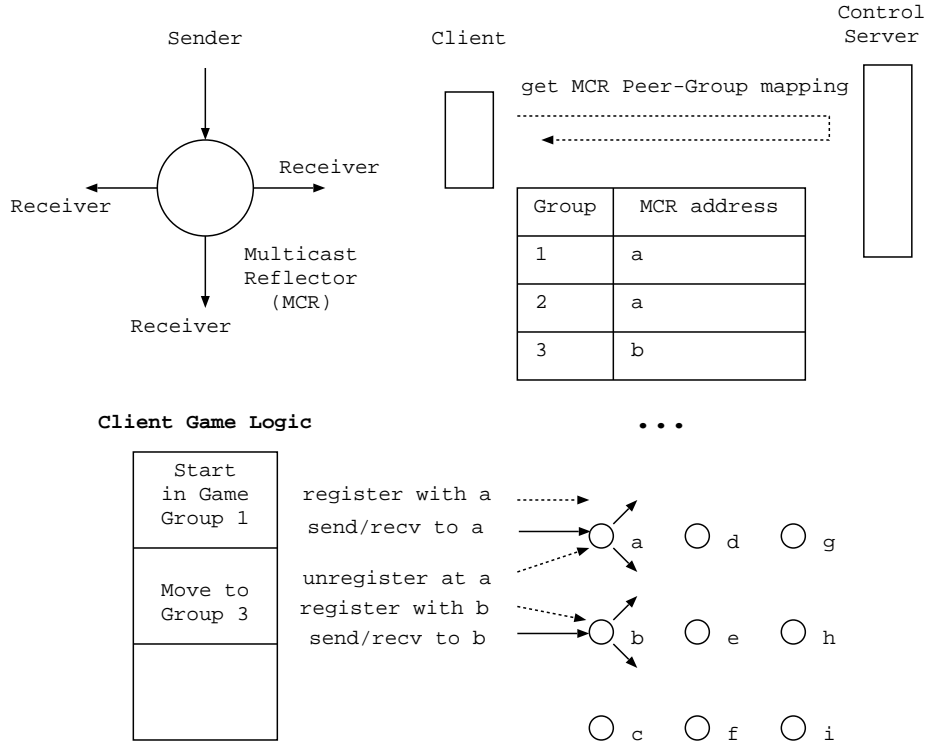 Sender
Client
Control
Server
get MCR Peer-Group mapping
Receiver
Receiver
Multicast
Reflector
(MCR)
Receiver
Group MCR address
1 a
2 a
3 b
...
Client Game Logic
Start
in Game
Group 1
Move to
Group 3
register with a
send/recv to a
unregister at a
register with b
send/recv to b
a d g
b e h
c f i